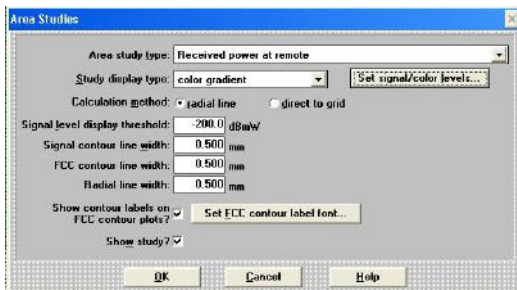 Area Studies
Area study type: Received power at remote
Study display type: color gradient Set signal/color levels...
Calculation method: radial line direct to grid
Signal level display threshold: -200.0 dBmW
Signal contour line width: 0.500 mm
FCC contour line width: 0.500 mm
Radial line width: 0.500 mm
Show contour labels on
FCC contour plots? Set FCC contour label font...
Show study?
OK Cancel Help